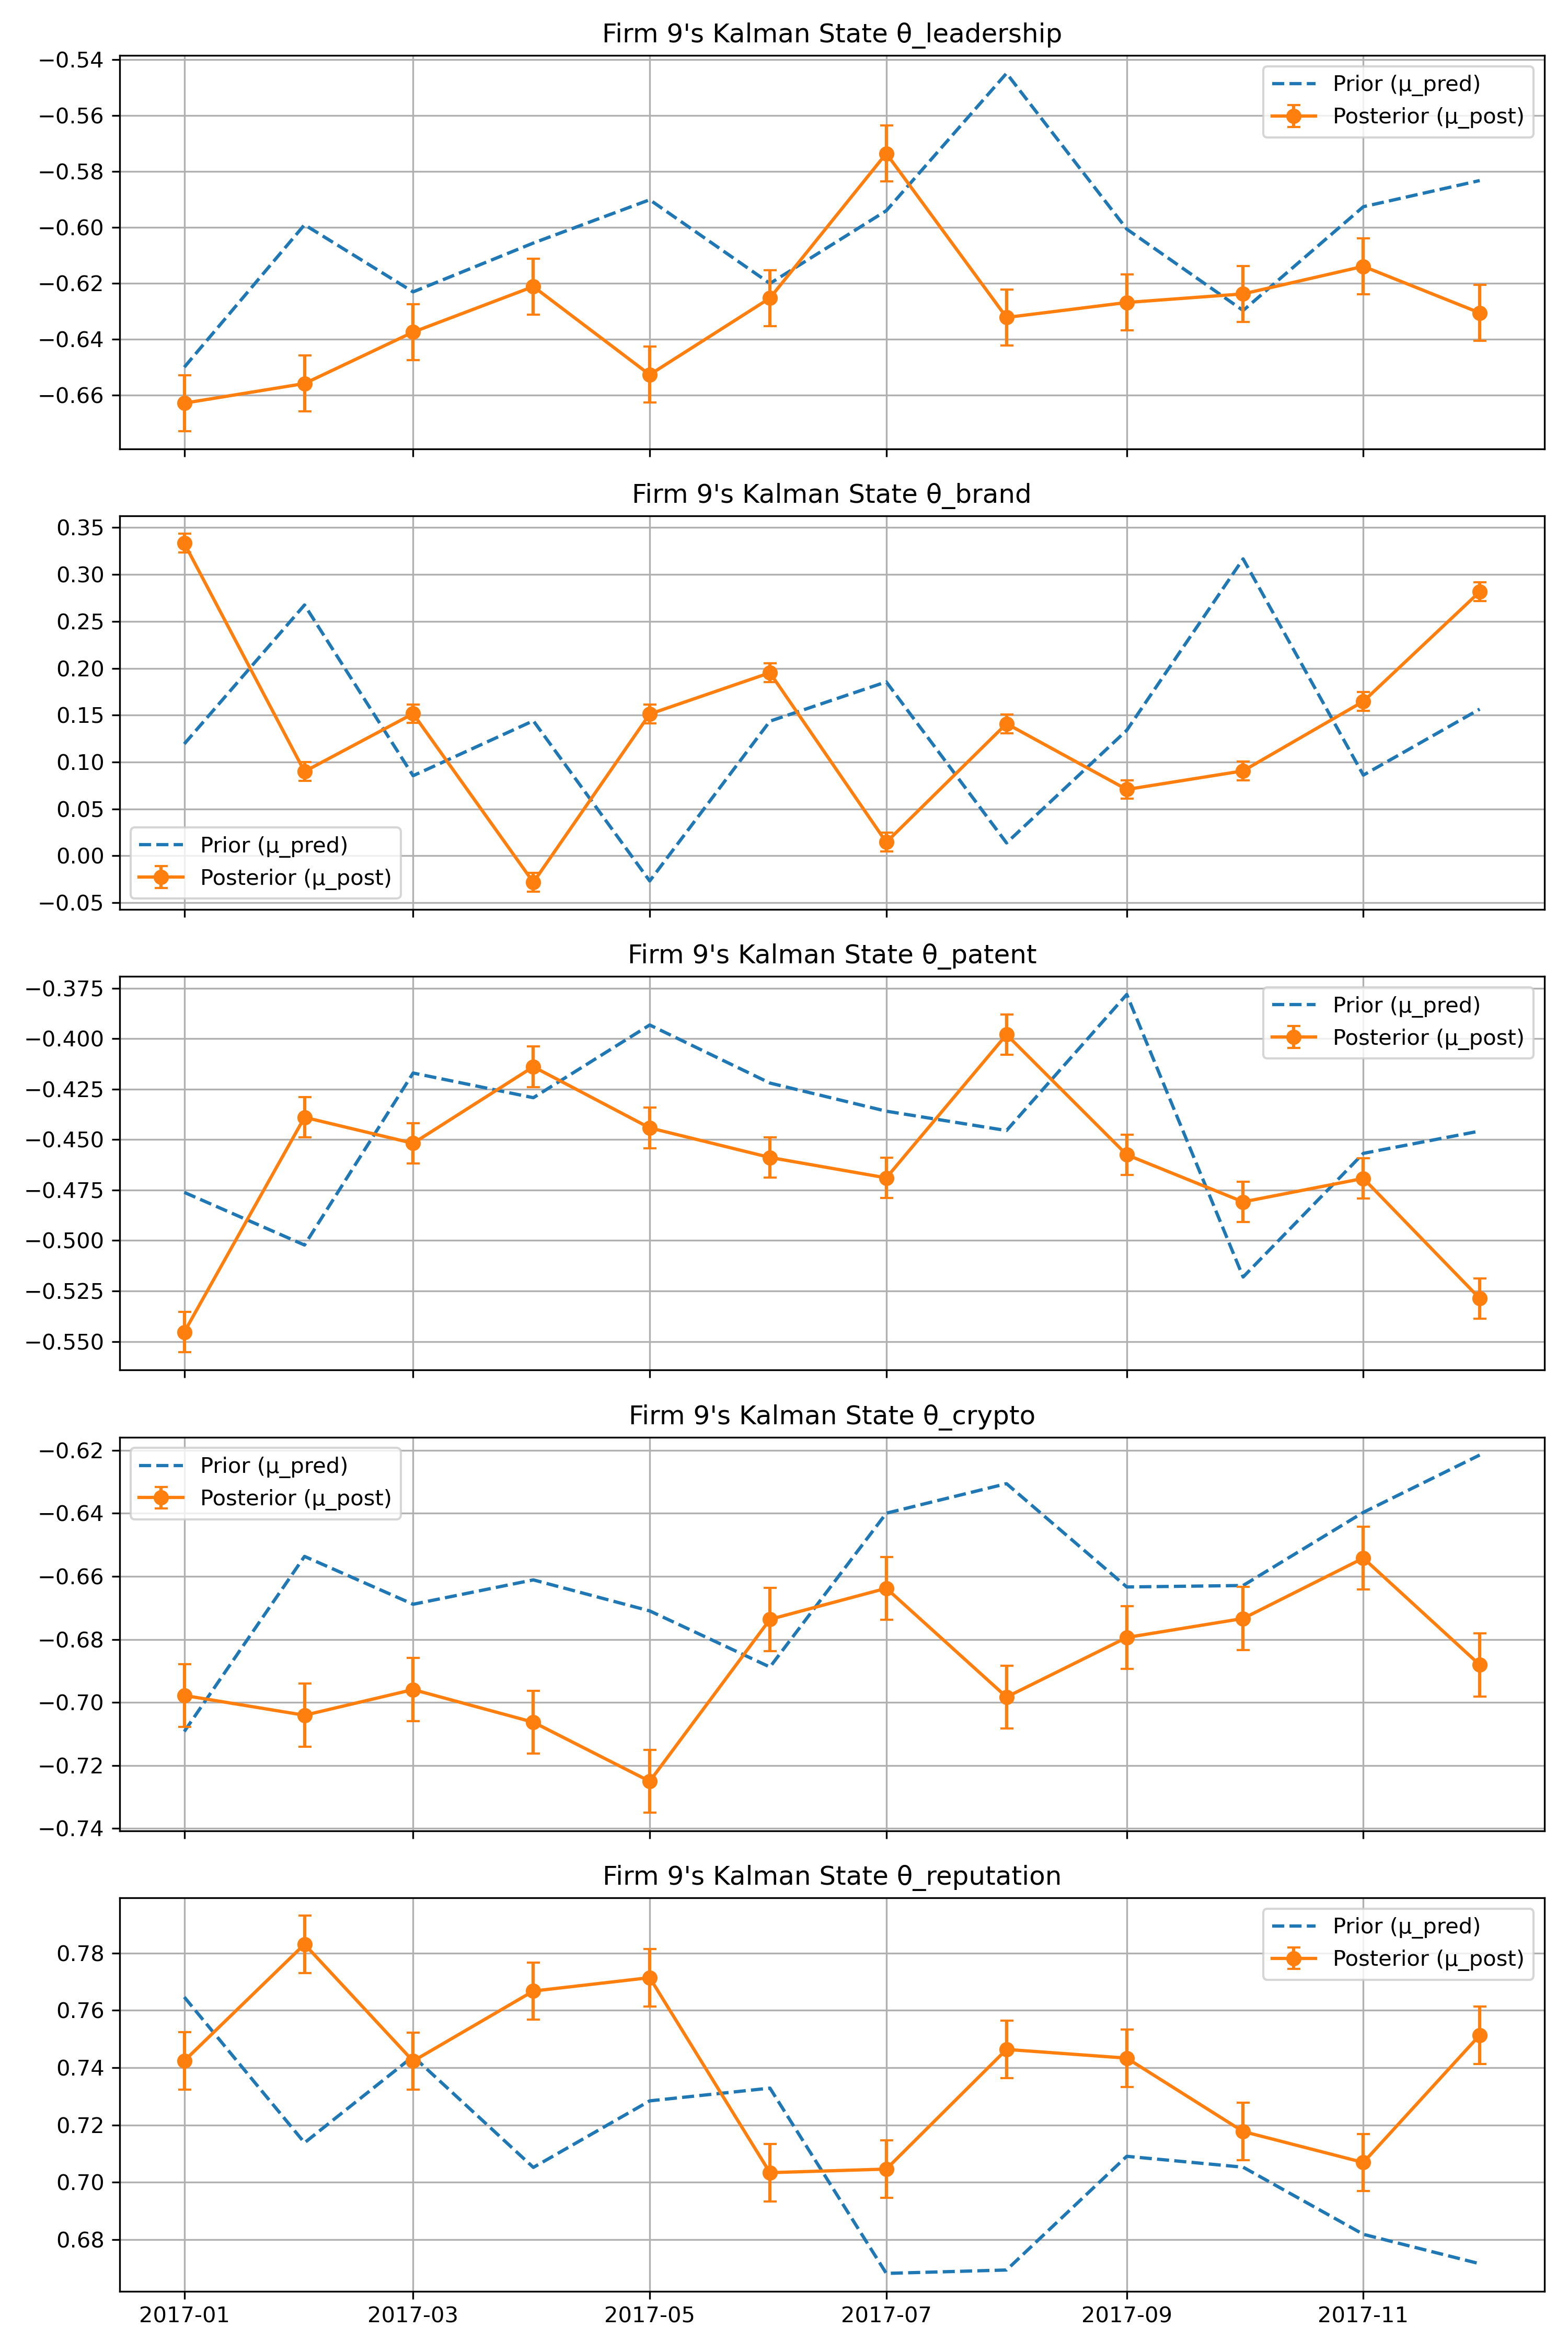 Firm 9's Kalman State θ_leadership
−0.54
−0.56
−0.58
−0.60
−0.62
−0.64
−0.66
Prior (μ_pred)
Posterior (μ_post)
Firm 9's Kalman State θ_brand
0.35
0.30
0.25
0.20
0.15
0.10
0.05
0.00
−0.05
Prior (μ_pred)
Posterior (μ_post)
Firm 9's Kalman State θ_patent
−0.375
−0.400
−0.425
−0.450
−0.475
−0.500
−0.525
−0.550
Prior (μ_pred)
Posterior (μ_post)
Firm 9's Kalman State θ_crypto
−0.62
−0.64
−0.66
−0.68
−0.70
−0.72
−0.74
Prior (μ_pred)
Posterior (μ_post)
Firm 9's Kalman State θ_reputation
0.78
0.76
0.74
0.72
0.70
0.68
Prior (μ_pred)
Posterior (μ_post)
2017-01
2017-03
2017-05
2017-07
2017-09
2017-11